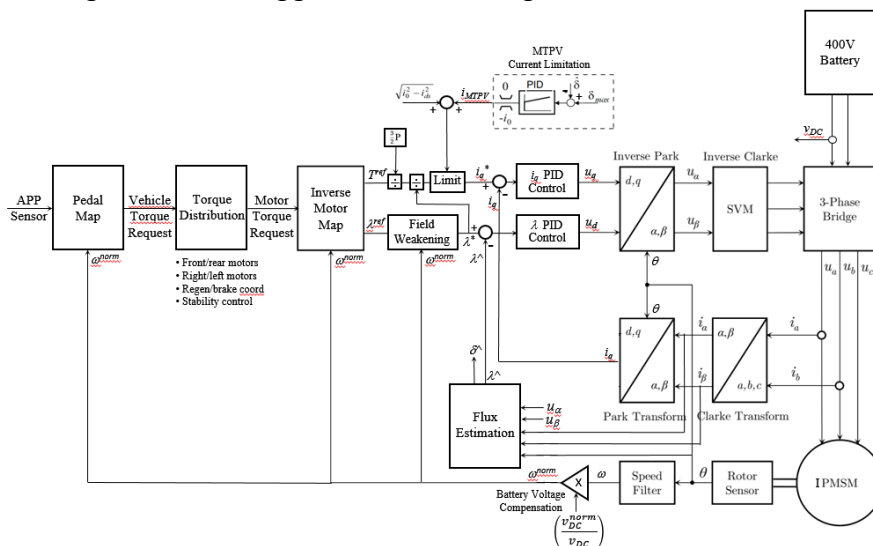 400V
Battery
MTPV
Current Limitation
0
PID
δ̇
-
+
δmax
-i₀
iMTPV
√(i₀² − i²ds)
+
+
vDC
3/2 P
Tref
÷
÷
Limit
iq*
+
-
iq
iq PID
Control
uq
Inverse Park
d,q
α,β
uα
uβ
Inverse Clarke
SVM
3-Phase
Bridge
APP
Sensor
Pedal
Map
Vehicle
Torque
Request
Torque
Distribution
Motor
Torque
Request
Inverse
Motor
Map
λref
Field
Weakening
λ*
+
-
λ^
λ PID
Control
ud
ωnorm
ωnorm
ωnorm
• Front/rear motors
• Right/left motors
• Regen/brake coord
• Stability control
θ
θ
ua
ub
uc
δ^
λ^
iq
d,q
α,β
Park Transform
iα
iβ
α,β
a,b,c
Clarke Transform
ia
ib
Flux
Estimation
uα
uβ
ωnorm
Battery Voltage
Compensation
X
ω
Speed
Filter
θ
Rotor
Sensor
IPMSM
(vDCnorm / vDC)